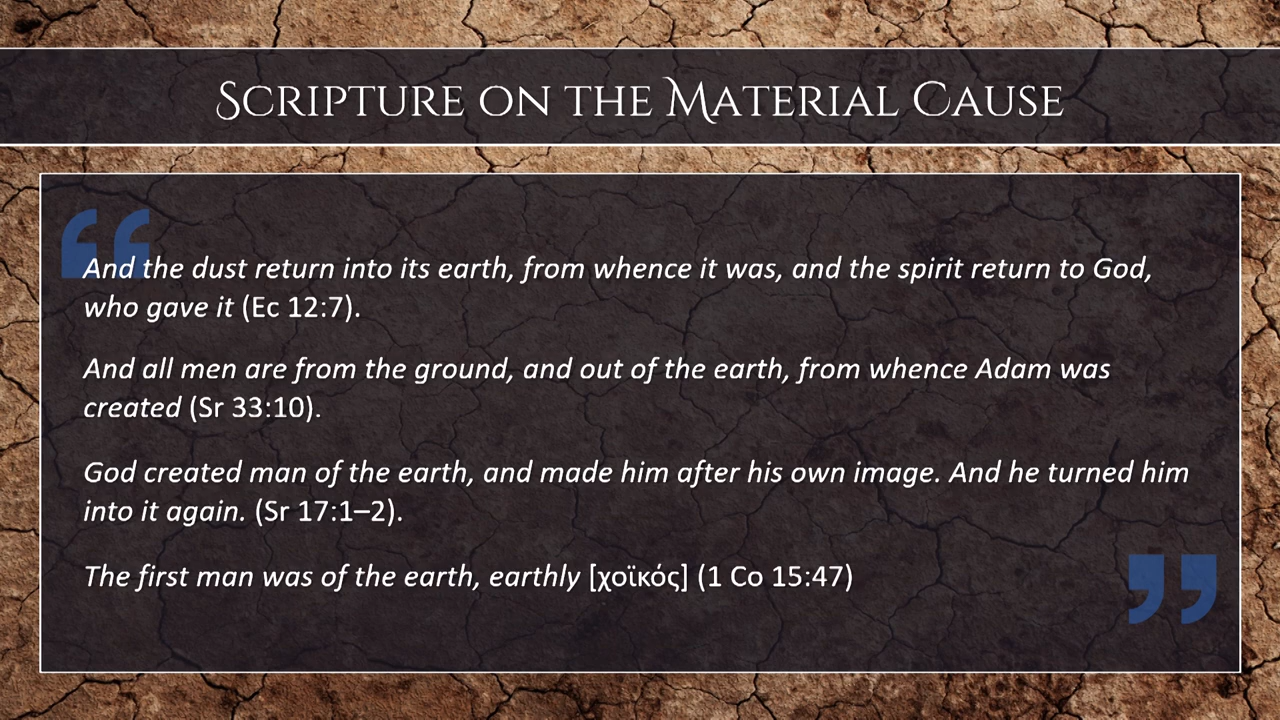 Scripture on the Material Cause
“
And the dust return into its earth, from whence it was, and the spirit return to God,
who gave it (Ec 12:7).
And all men are from the ground, and out of the earth, from whence Adam was
created (Sr 33:10).
God created man of the earth, and made him after his own image. And he turned him
into it again. (Sr 17:1–2).
The first man was of the earth, earthly [χοϊκός] (1 Co 15:47)
”